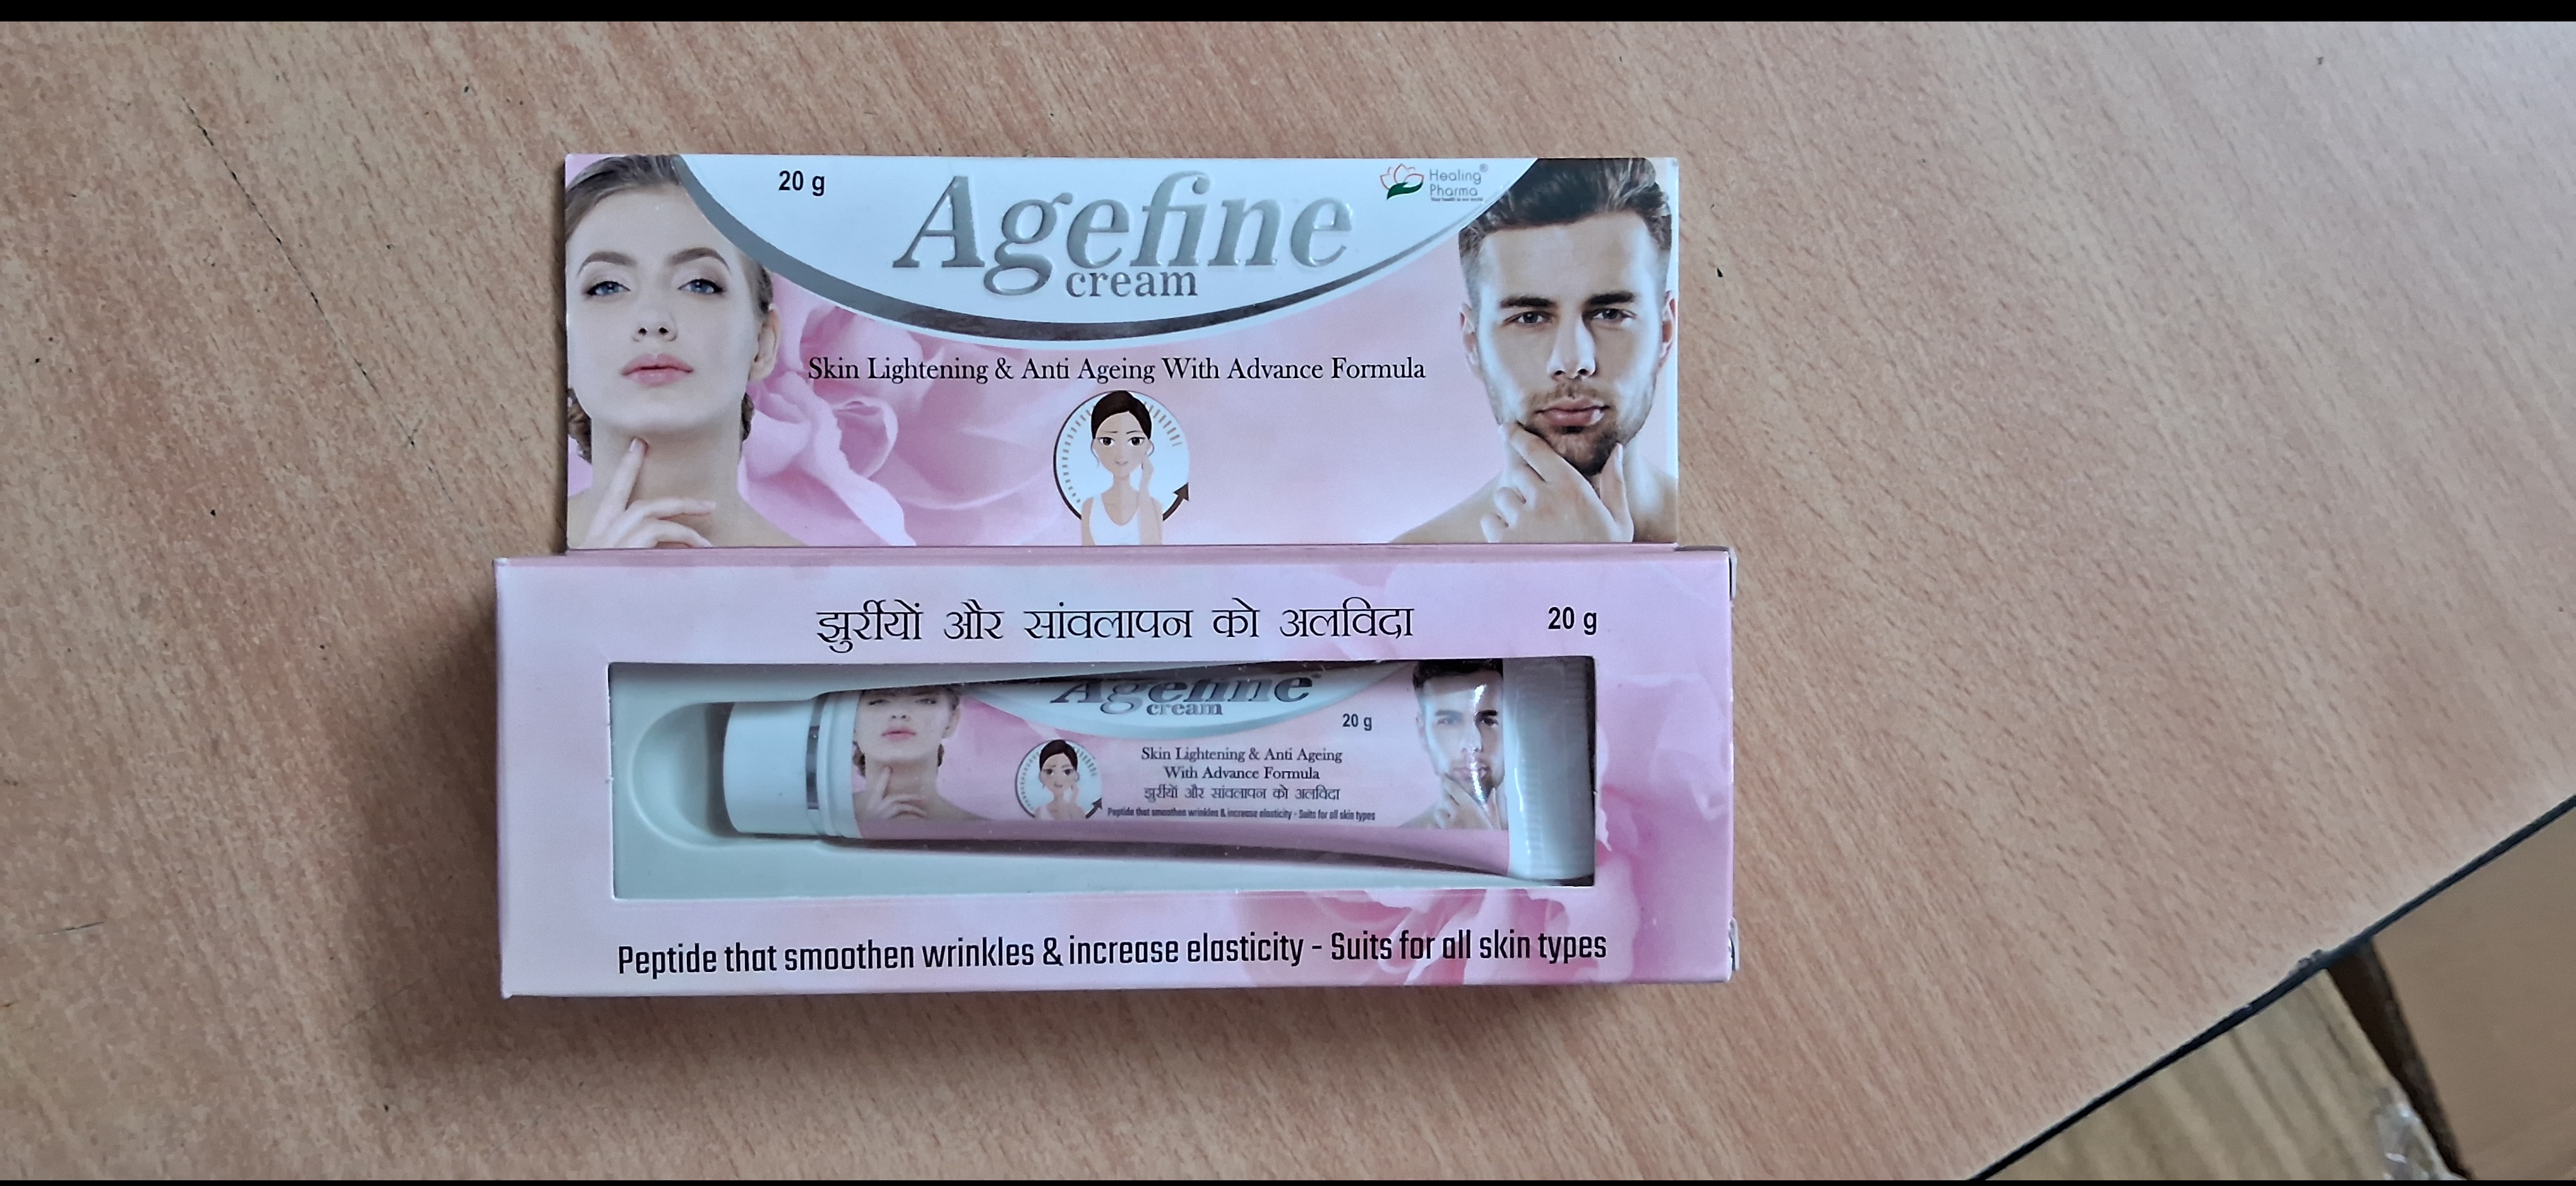 20 g
Agefine
cream
Healing®
Pharma
Skin Lightening & Anti Ageing With Advance Formula
झुर्रीयों और सांवलापन को अलविदा
20 g
Agefine
cream
20 g
Skin Lightening & Anti Ageing
With Advance Formula
झुर्रीयों और सांवलापन को अलविदा
Peptide that smoothen wrinkles & increase elasticity - Suits for all skin types
Peptide that smoothen wrinkles & increase elasticity - Suits for all skin types